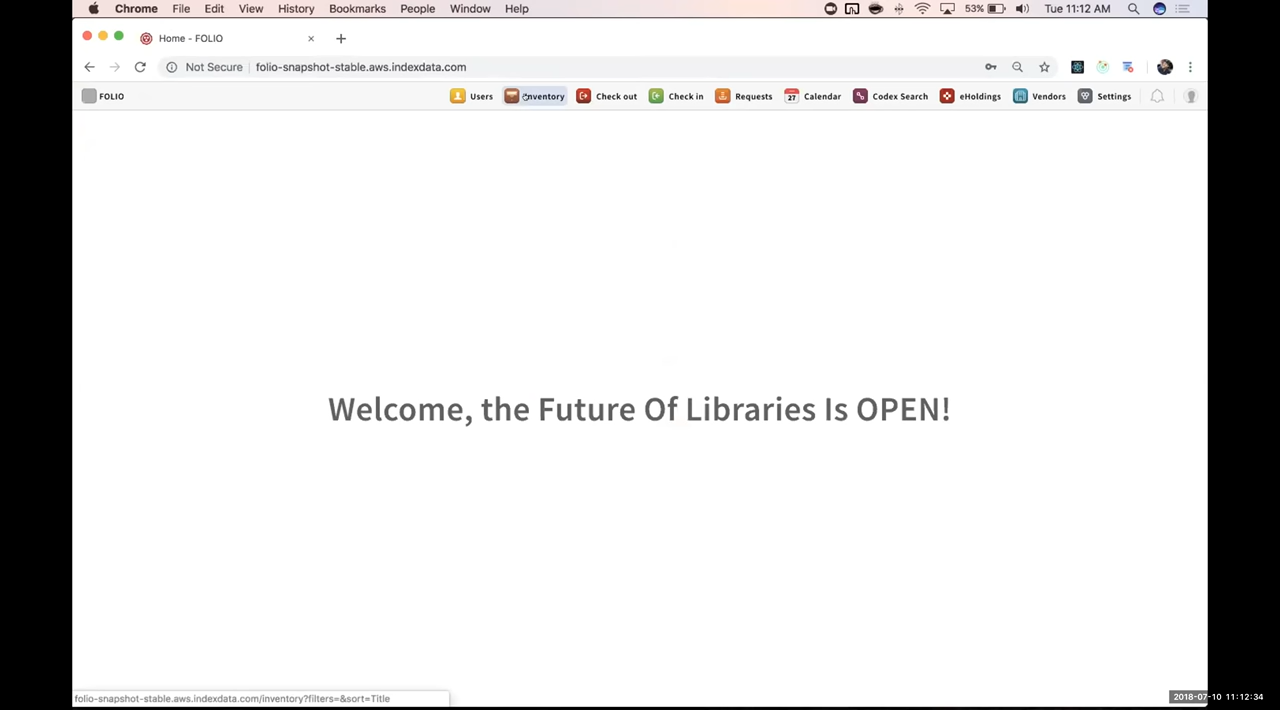 Chrome File Edit View History Bookmarks People Window Help 53% Tue 11:12 AM
Home - FOLIO
Not Secure folio-snapshot-stable.aws.indexdata.com
FOLIO Users Inventory Check out Check in Requests 27 Calendar Codex Search eHoldings Vendors Settings
Welcome, the Future Of Libraries Is OPEN!
folio-snapshot-stable.aws.indexdata.com/inventory?filters=&sort=Title
2018-07-10 11:12:34